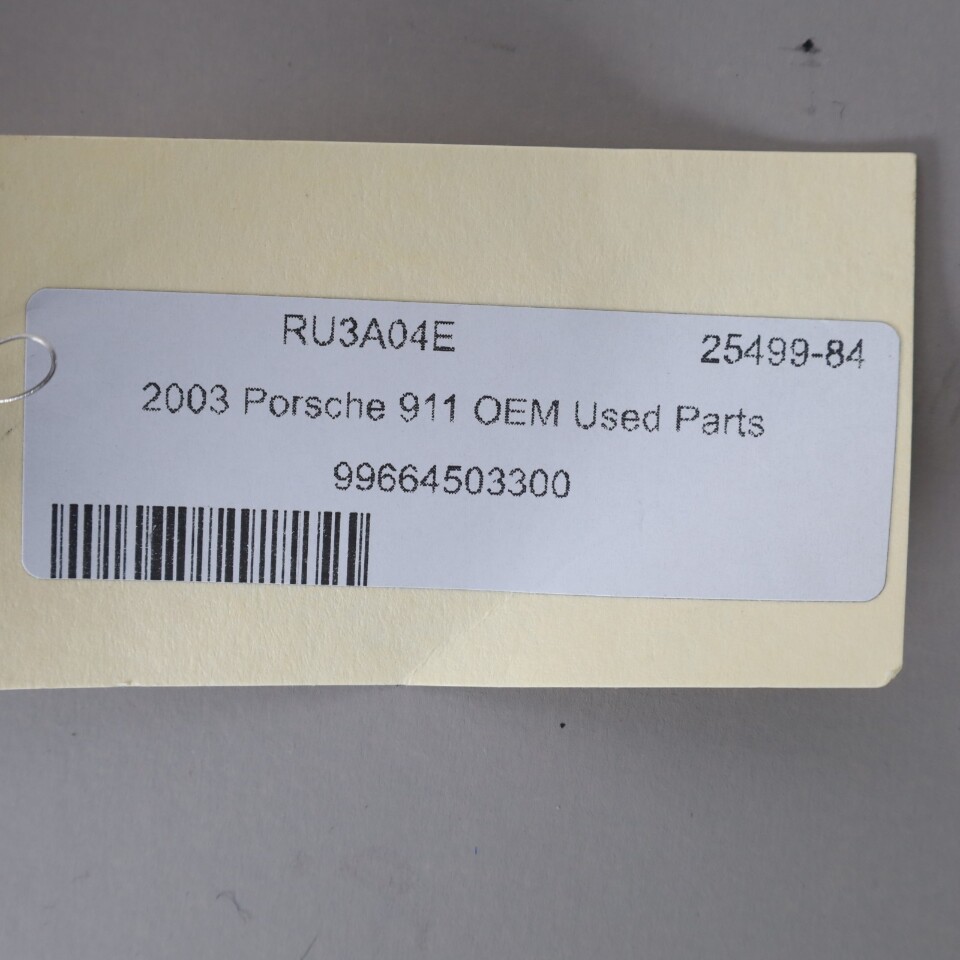 RU3A04E 25499-84
2003 Porsche 911 OEM Used Parts
99664503300